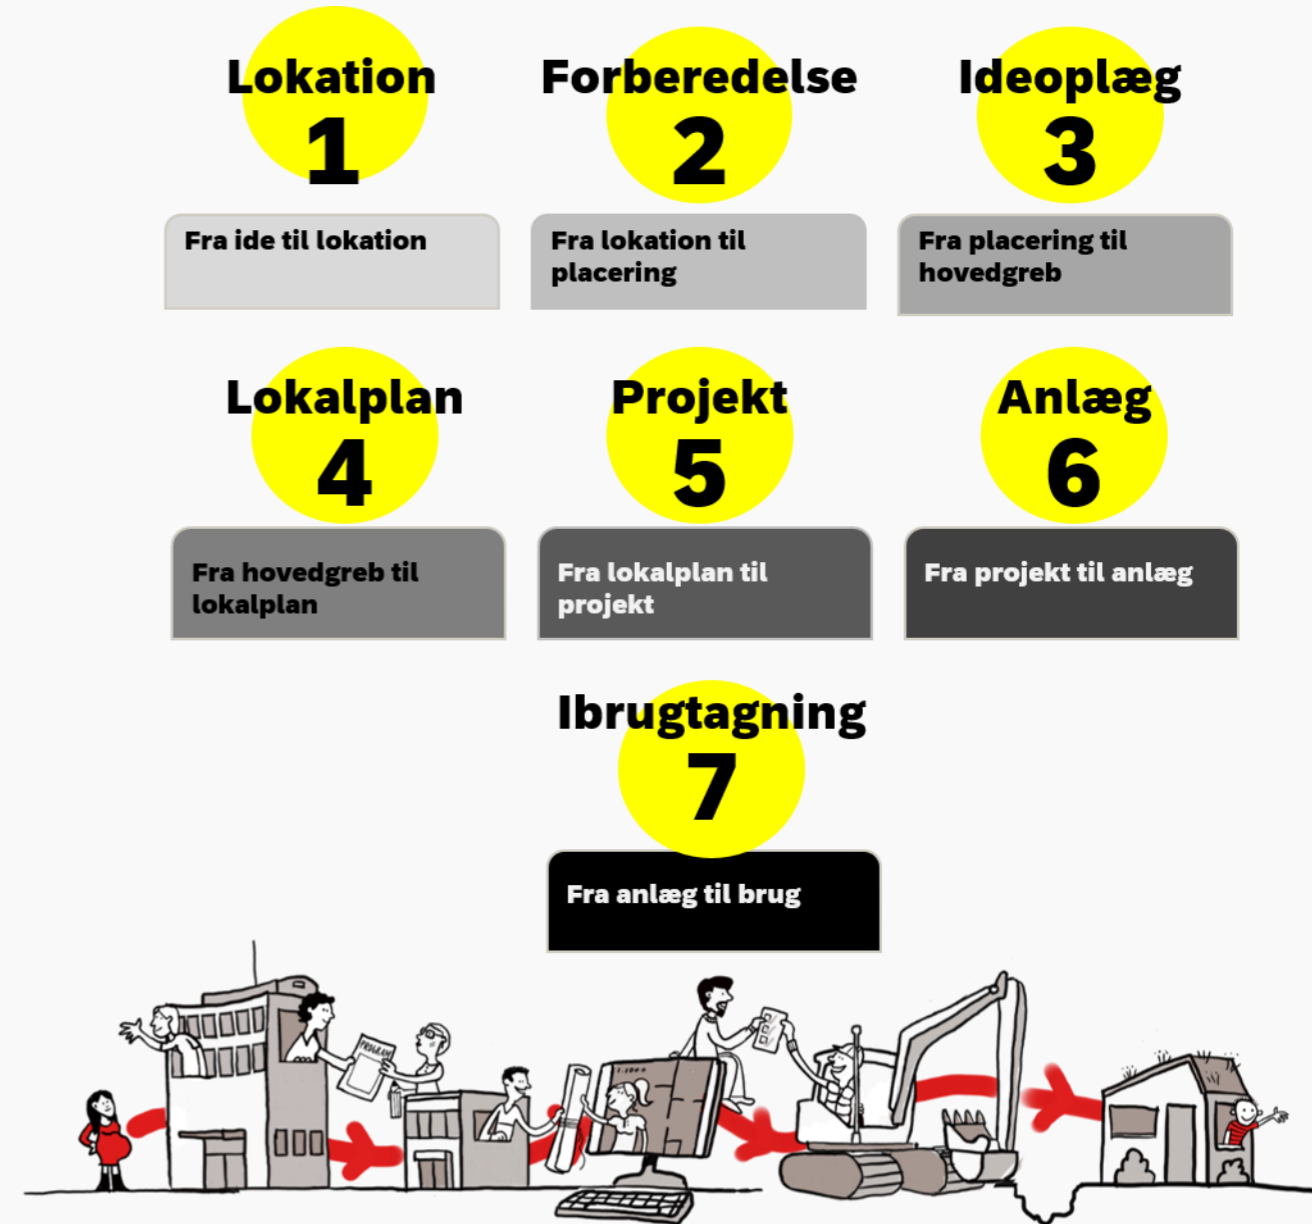 Lokation
1
Fra ide til lokation
Forberedelse
2
Fra lokation til
placering
Ideoplæg
3
Fra placering til
hovedgreb
Lokalplan
4
Fra hovedgreb til
lokalplan
Projekt
5
Fra lokalplan til
projekt
Anlæg
6
Fra projekt til anlæg
Ibrugtagning
7
Fra anlæg til brug
PROGRAM